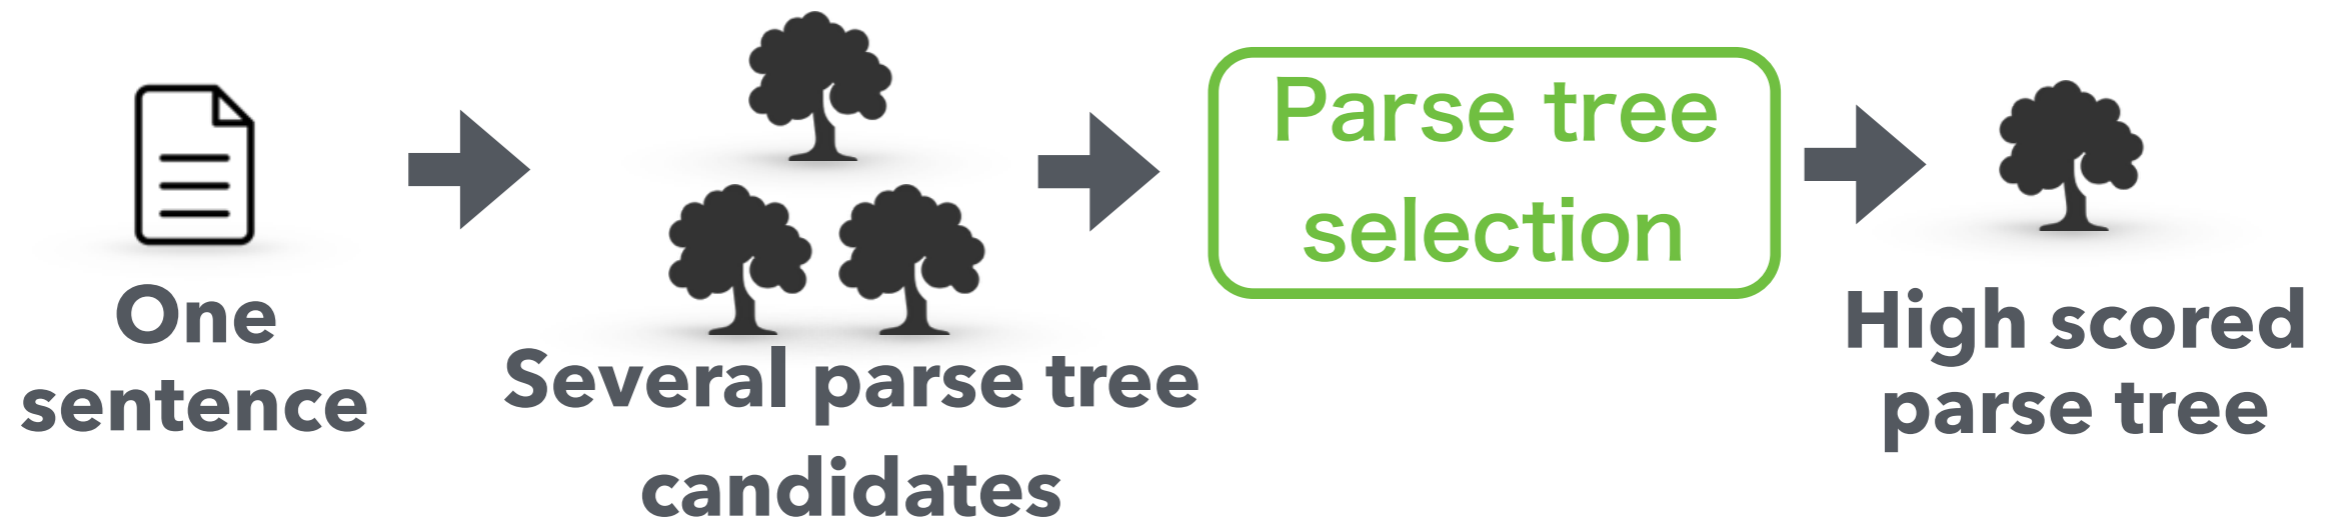 One
sentence
Several parse tree
candidates
Parse tree
selection
High scored
parse tree